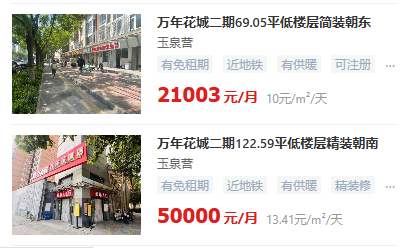 万年花城二期69.05平低楼层简装朝东
玉泉营
有免租期 近地铁 有供暖 可注册 ...
21003元/月 10元/m²/天
万年花城二期122.59平低楼层精装朝南
玉泉营
有免租期 近地铁 有供暖 精装修 ...
50000元/月 13.41元/m²/天